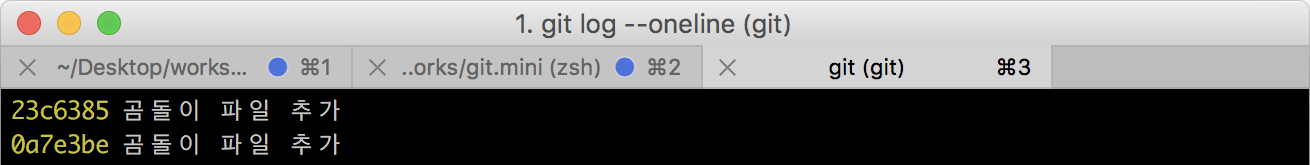 1. git log --oneline (git)
~/Desktop/works... ⌘1
..orks/git.mini (zsh) ⌘2
git (git) ⌘3
23c6385 곰돌이 파일 추가
0a7e3be 곰돌이 파일 추가